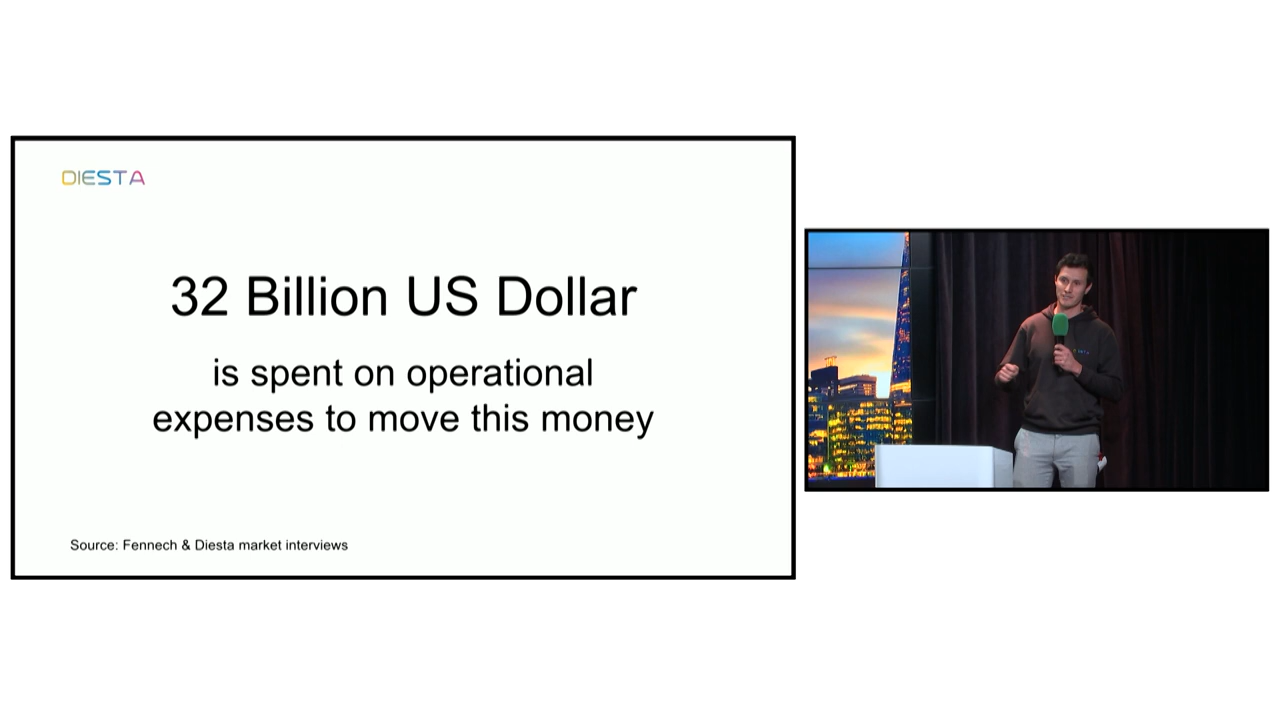 DIESTA
32 Billion US Dollar
is spent on operational
expenses to move this money
Source: Fennech & Diesta market interviews